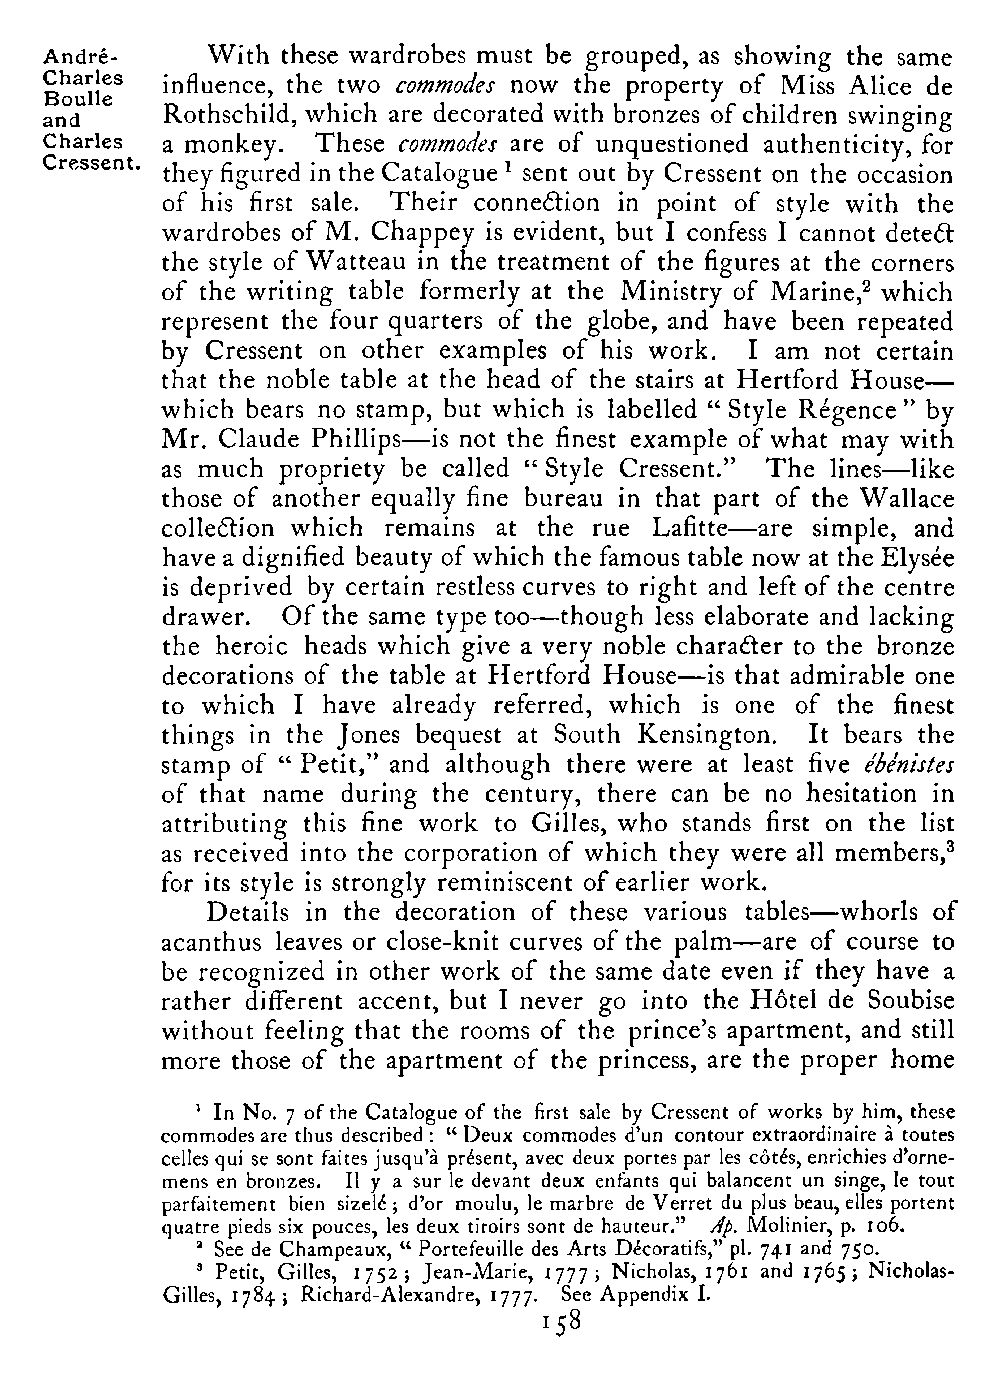 André-
Charles
Boulle
and
Charles
Cressent.
With these wardrobes must be grouped, as showing the same
influence, the two commodes now the property of Miss Alice de
Rothschild, which are decorated with bronzes of children swinging
a monkey. These commodes are of unquestioned authenticity, for
they figured in the Catalogue ¹ sent out by Cressent on the occasion
of his first sale. Their connection in point of style with the
wardrobes of M. Chappey is evident, but I confess I cannot detect
the style of Watteau in the treatment of the figures at the corners
of the writing table formerly at the Ministry of Marine,² which
represent the four quarters of the globe, and have been repeated
by Cressent on other examples of his work. I am not certain
that the noble table at the head of the stairs at Hertford House—
which bears no stamp, but which is labelled “ Style Régence ” by
Mr. Claude Phillips—is not the finest example of what may with
as much propriety be called “ Style Cressent.” The lines—like
those of another equally fine bureau in that part of the Wallace
collection which remains at the rue Lafitte—are simple, and
have a dignified beauty of which the famous table now at the Elysée
is deprived by certain restless curves to right and left of the centre
drawer. Of the same type too—though less elaborate and lacking
the heroic heads which give a very noble character to the bronze
decorations of the table at Hertford House—is that admirable one
to which I have already referred, which is one of the finest
things in the Jones bequest at South Kensington. It bears the
stamp of “ Petit,” and although there were at least five ébénistes
of that name during the century, there can be no hesitation in
attributing this fine work to Gilles, who stands first on the list
as received into the corporation of which they were all members,³
for its style is strongly reminiscent of earlier work.
Details in the decoration of these various tables—whorls of
acanthus leaves or close-knit curves of the palm—are of course to
be recognized in other work of the same date even if they have a
rather different accent, but I never go into the Hôtel de Soubise
without feeling that the rooms of the prince’s apartment, and still
more those of the apartment of the princess, are the proper home
¹ In No. 7 of the Catalogue of the first sale by Cressent of works by him, these
commodes are thus described : “ Deux commodes d’un contour extraordinaire à toutes
celles qui se sont faites jusqu’à présent, avec deux portes par les côtés, enrichies d’orne-
mens en bronzes. Il y a sur le devant deux enfants qui balancent un singe, le tout
parfaitement bien sizelé ; d’or moulu, le marbre de Verret du plus beau, elles portent
quatre pieds six pouces, les deux tiroirs sont de hauteur.” Ap. Molinier, p. 106.
² See de Champeaux, “ Portefeuille des Arts Décoratifs,” pl. 741 and 750.
³ Petit, Gilles, 1752 ; Jean-Marie, 1777 ; Nicholas, 1761 and 1765 ; Nicholas-
Gilles, 1784 ; Richard-Alexandre, 1777. See Appendix I.
158